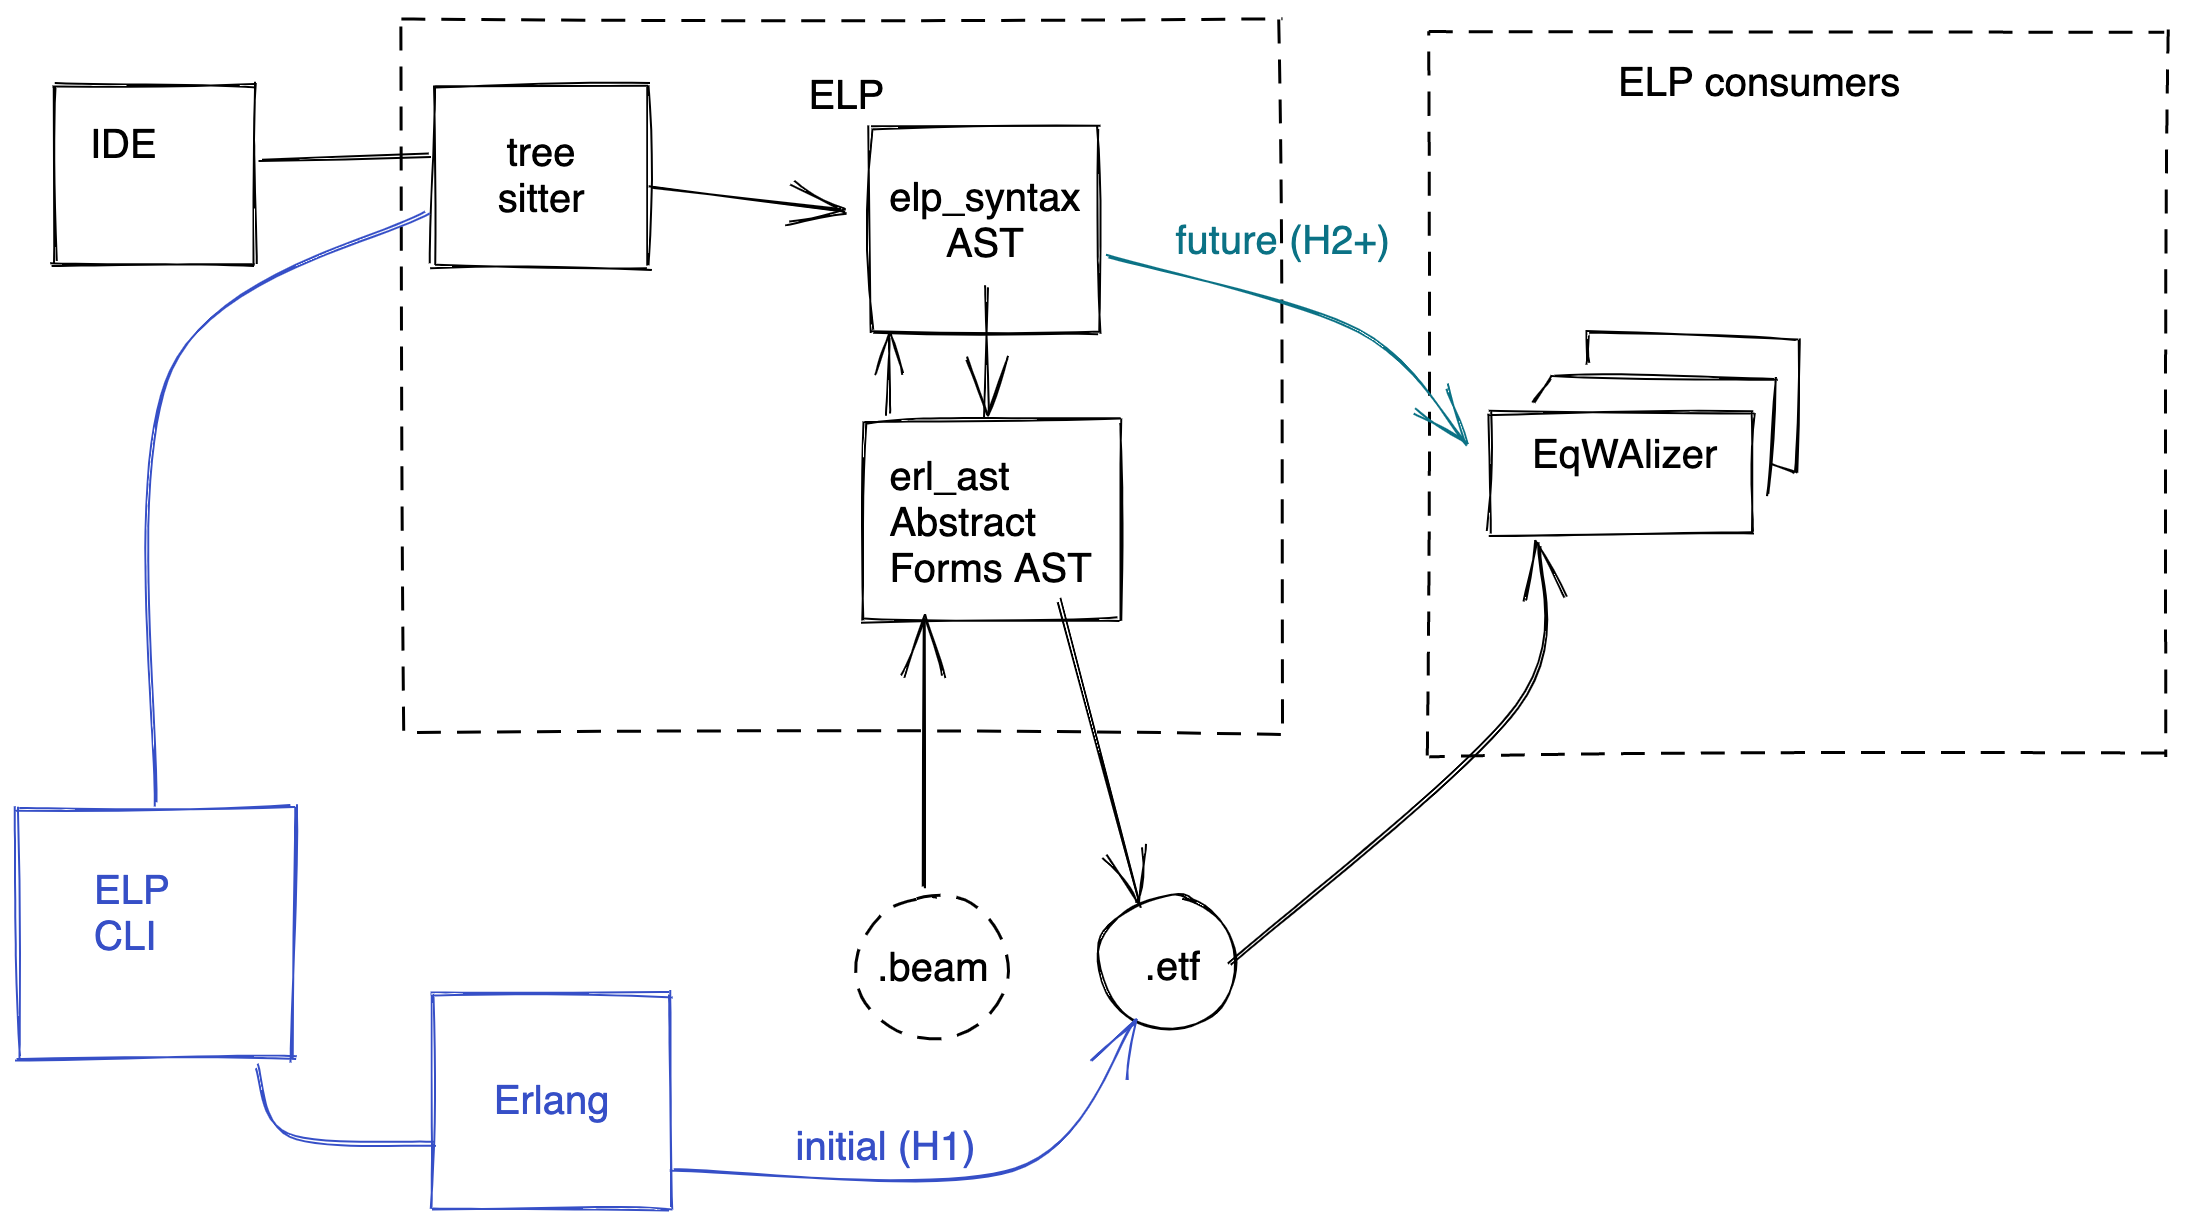 ELP
ELP consumers
IDE
tree
sitter
elp_syntax
AST
future (H2+)
erl_ast
Abstract
Forms AST
EqWAlizer
ELP
CLI
.beam
.etf
Erlang
initial (H1)